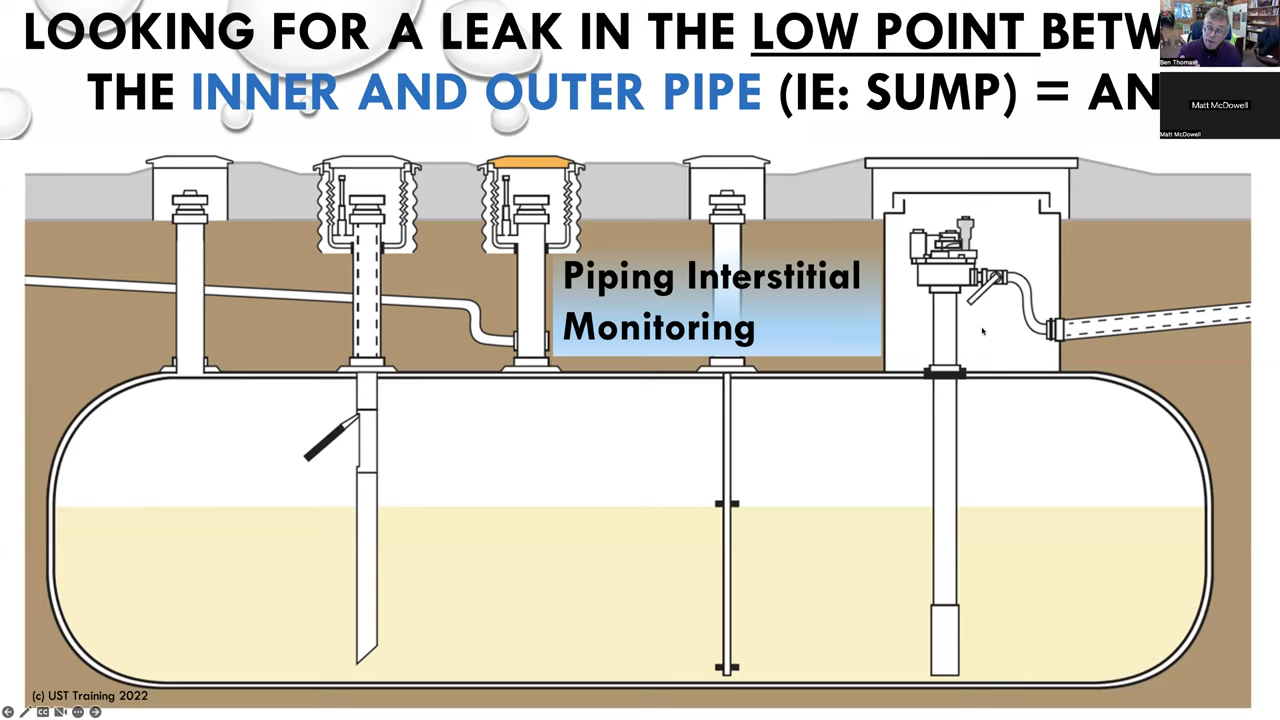 LOOKING FOR A LEAK IN THE LOW POINT BETW
THE INNER AND OUTER PIPE (IE: SUMP) = AN
Ben Thomas
Matt McDowell
Matt McDowell
Piping Interstitial
Monitoring
(c) UST Training 2022